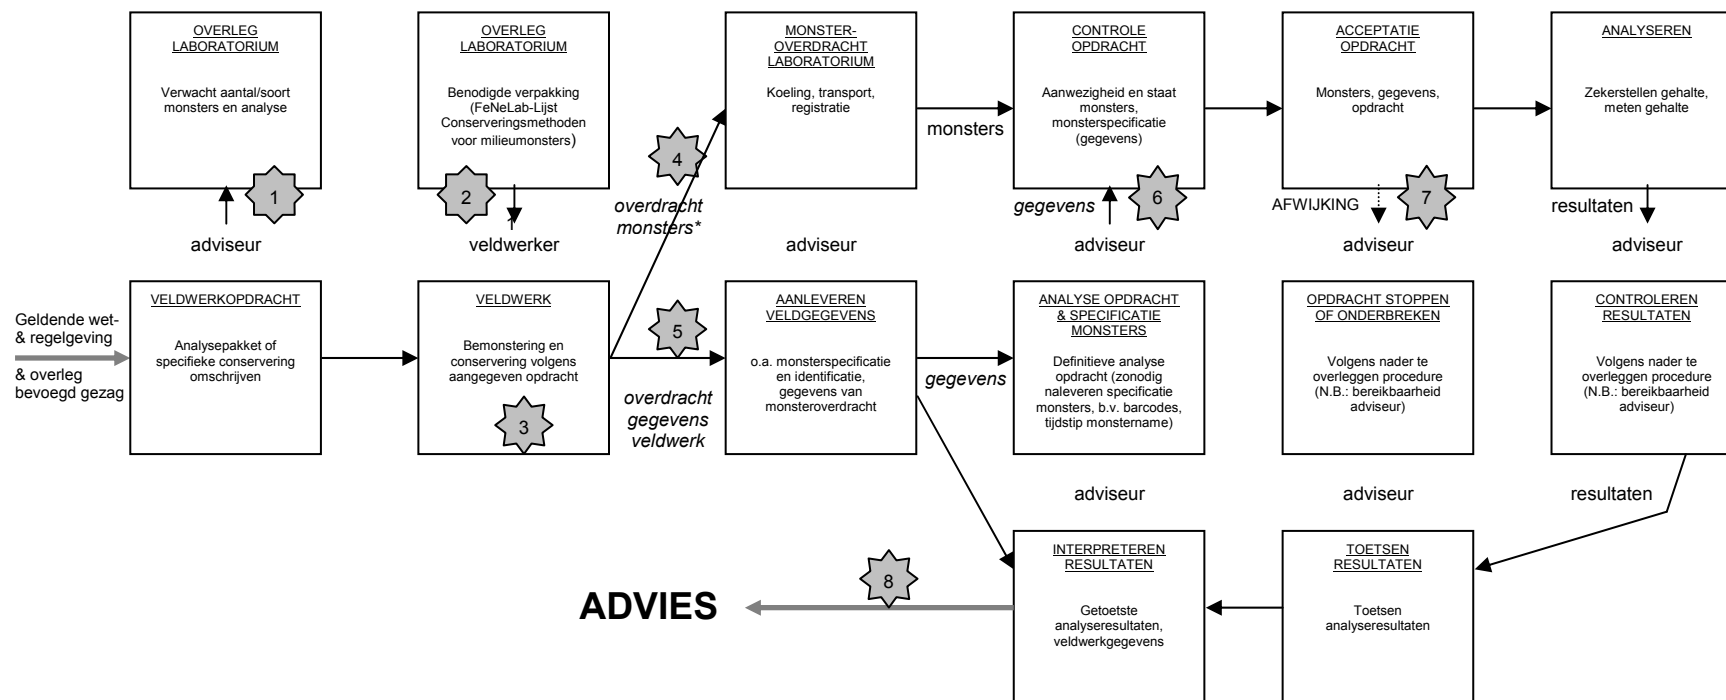 OVERLEG
LABORATORIUM
Verwacht aantal/soort
monsters en analyse
1
adviseur
OVERLEG
LABORATORIUM
Benodigde verpakking
(FeNeLab-Lijst
Conserveringsmethoden
voor milieumonsters)
2
veldwerker
MONSTER-
OVERDRACHT
LABORATORIUM
Koeling, transport,
registratie
4
overdracht
monsters*
adviseur
monsters
CONTROLE
OPDRACHT
Aanwezigheid en staat
monsters,
monsterspecificatie
(gegevens)
gegevens
6
adviseur
ACCEPTATIE
OPDRACHT
Monsters, gegevens,
opdracht
AFWIJKING
7
adviseur
ANALYSEREN
Zekerstellen gehalte,
meten gehalte
resultaten
adviseur
Geldende wet-
& regelgeving
& overleg
bevoegd gezag
VELDWERKOPDRACHT
Analysepakket of
specifieke conservering
omschrijven
VELDWERK
Bemonstering en
conservering volgens
aangegeven opdracht
3
5
overdracht
gegevens
veldwerk
AANLEVEREN
VELDGEGEVENS
o.a. monsterspecificatie
en identificatie,
gegevens van
monsteroverdracht
gegevens
ANALYSE OPDRACHT
& SPECIFICATIE
MONSTERS
Definitieve analyse
opdracht (zonodig
naleveren specificatie
monsters, b.v. barcodes,
tijdstip monstername)
OPDRACHT STOPPEN
OF ONDERBREKEN
Volgens nader te
overleggen procedure
(N.B.: bereikbaarheid
adviseur)
CONTROLEREN
RESULTATEN
Volgens nader te
overleggen procedure
(N.B.: bereikbaarheid
adviseur)
adviseur
adviseur
resultaten
ADVIES
8
INTERPRETEREN
RESULTATEN
Getoetste
analyseresultaten,
veldwerkgegevens
TOETSEN
RESULTATEN
Toetsen
analyseresultaten